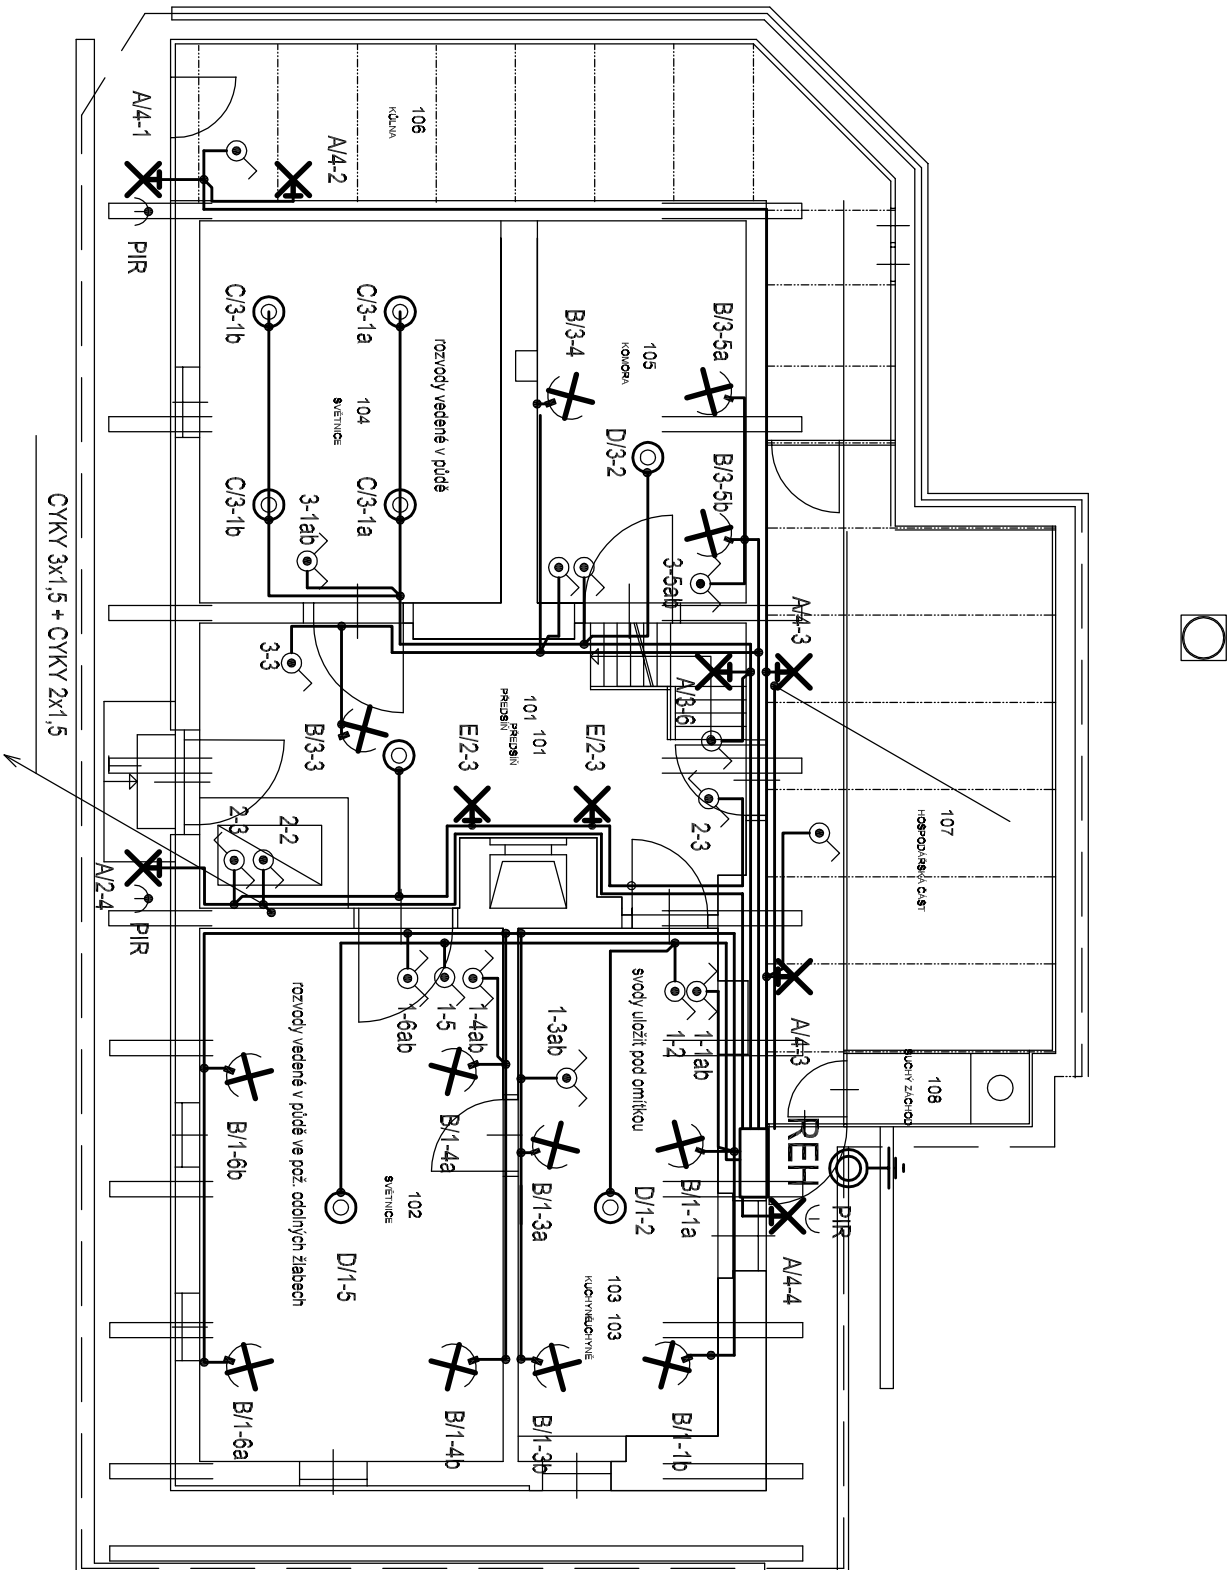 A/4-1
106
KŮLNA
A/4-2
PIR
C/3-1b
C/3-1a
rozvody vedené v půdě
104
SVĚTNICE
B/3-4
105
KOMORA
B/3-5a
D/3-2
B/3-5b
C/3-1b
3-1ab
C/3-1a
3-5ab
A/4-3
CYKY 3x1,5 + CYKY 2x1,5
3-3
B/3-3
E/2-3
101
PŘEDSÍŇ
101
PŘEDSÍŇ
E/2-3
A/3-6
2-3
2-2
2-3
A/2-4
PIR
107
HOSPODÁŘSKÁ ČÁST
rozvody vedené v půdě ve pož. odolných žlabech
1-6ab
1-5
1-4ab
1-3ab
svody uložit pod omítkou
1-2
1-1ab
A/4-3
108
SUCHÝ ZÁCHOD
B/1-6b
B/1-4a
B/1-3a
D/1-2
B/1-1a
REH
PIR
102
SVĚTNICE
D/1-5
103
103
KUCHYNĚ
A/4-4
B/1-6a
B/1-4b
B/1-3b
B/1-1b